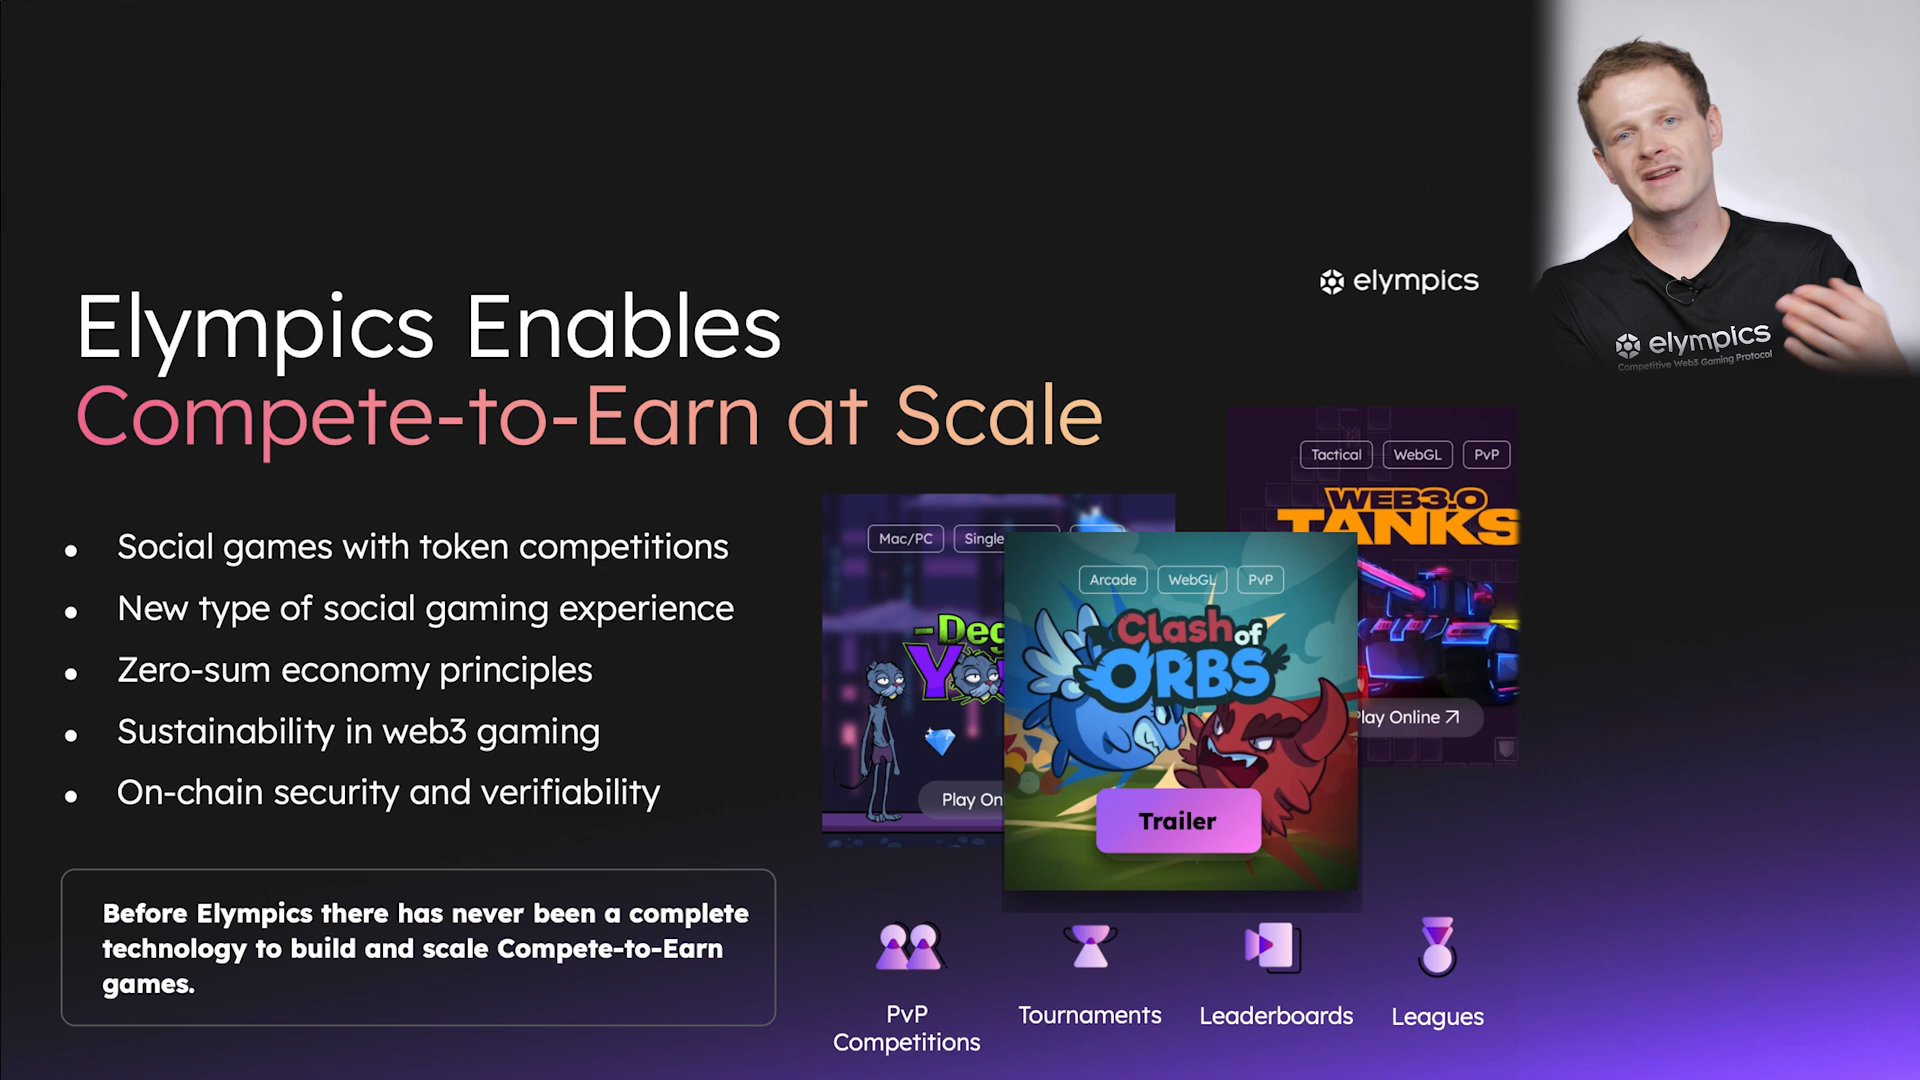 elympics
elympics
Competitive Web3 Gaming Protocol
Elympics Enables
Compete-to-Earn at Scale
Social games with token competitions
New type of social gaming experience
Zero-sum economy principles
Sustainability in web3 gaming
On-chain security and verifiability
Before Elympics there has never been a complete
technology to build and scale Compete-to-Earn
games.
Mac/PC Single
Play On
Arcade WebGL PvP
Clash of
ORBS
Trailer
Tactical WebGL PvP
WEB3.0
TANKS
Play Online
PvP
Competitions
Tournaments
Leaderboards
Leagues